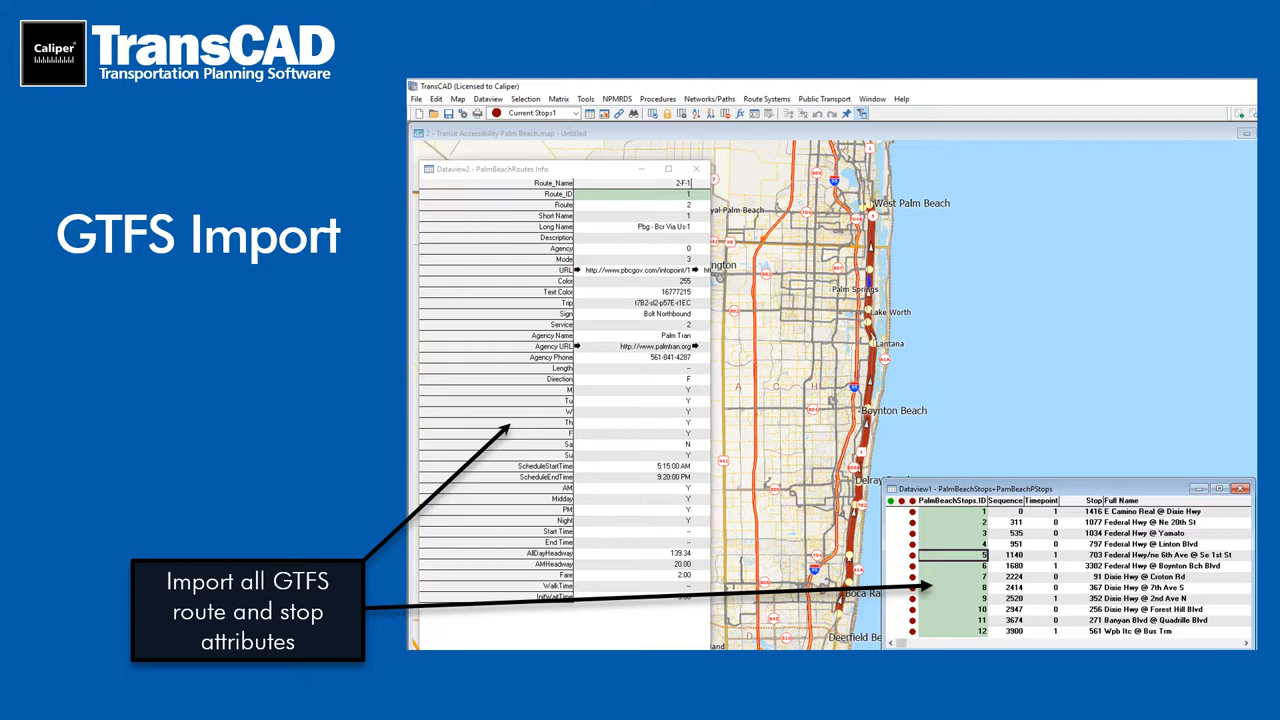 Caliper
TransCAD
Transportation Planning Software
GTFS Import
TransCAD (Licensed to Caliper)
File Edit Map Dataview Selection Matrix Tools NPMRDS Procedures Networks/Paths Route Systems Public Transport Window Help
Current Stops1
2 - Transit Accessibility Palm Beach.map - Untitled
Dataview2 - PalmBeachRoutes Info
Route_Name 2-F-1
Route_ID 1
Route 2
Short Name 1
Long Name Pbg - Bcr Via Us-1
Description
Agency 0
Mode 3
URL http://www.pbcgov.com/infopoint/1
Color 255
Text Color 16777215
Trip t7B2-sl2-p57E-r1EC
Sign Bolt Northbound
Service 2
Agency Name Palm Tran
Agency URL http://www.palmtran.org
Agency Phone 561-841-4287
Length --
Direction F
M Y
Tu Y
W Y
Th Y
F Y
Sa N
Su Y
ScheduleStartTime 5:15:00 AM
ScheduleEndTime 9:20:00 PM
AM Y
Midday Y
PM Y
Night Y
Start Time --
End Time --
AllDayHeadway 139.34
AMHeadway 20.00
Fare 2.00
WalkTime --
InitWaitTime
West Palm Beach
yal Palm Beach
ngton
Palm Springs
Lake Worth
Lantana
A C H
Boynton Beach
Delray
Boca Ra
Deerfield Be
Dataview1 - PalmBeachStops+PamBeachPStops
PalmBeachStops.ID Sequence Timepoint Stop Full Name
1 0 1 1416 E Camino Real @ Dixie Hwy
2 311 0 1077 Federal Hwy @ Ne 20th St
3 535 0 1034 Federal Hwy @ Yamato
4 951 0 797 Federal Hwy @ Linton Blvd
5 1140 1 703 Federal Hwy/ne 6th Ave @ Se 1st St
6 1680 1 3302 Federal Hwy @ Boynton Bch Blvd
7 2224 0 91 Dixie Hwy @ Croton Rd
8 2414 0 367 Dixie Hwy @ 7th Ave S
9 2520 1 352 Dixie Hwy @ 2nd Ave N
10 2947 0 256 Dixie Hwy @ Forest Hill Blvd
11 3674 0 271 Banyan Blvd @ Quadrille Blvd
12 3900 1 561 Wpb Itc @ Bus Trm
Import all GTFS
route and stop
attributes